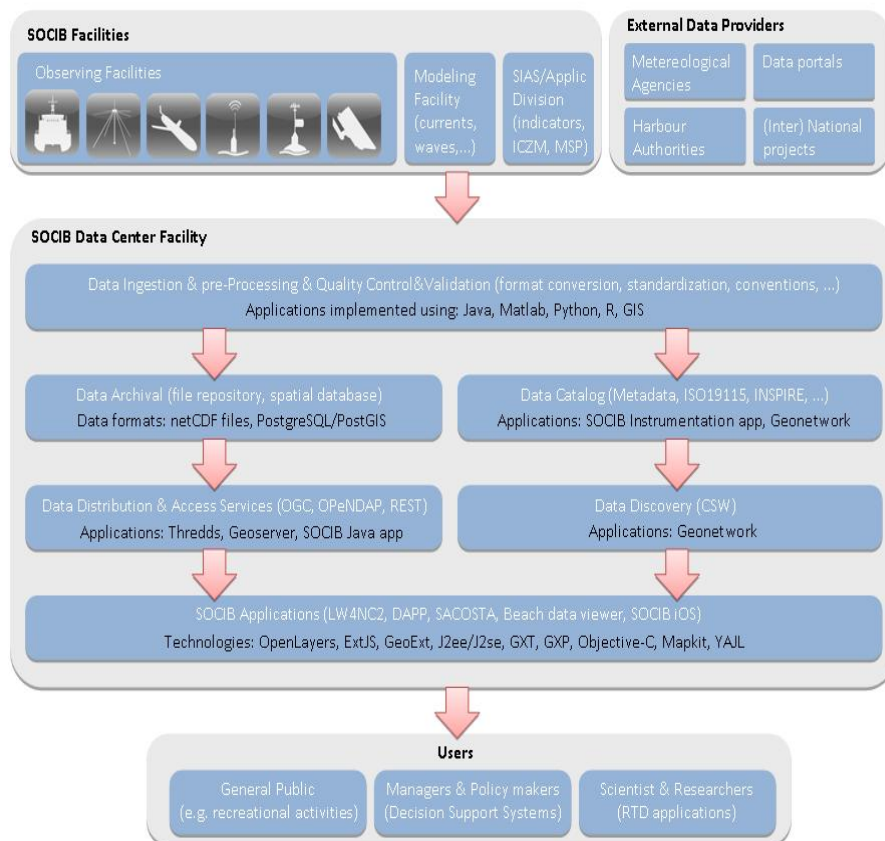 SOCIB Facilities
Observing Facilities
Modeling
Facility
(currents,
waves,...)
SIAS/Applic
Division
(indicators,
ICZM, MSP)
External Data Providers
Metereological
Agencies
Data portals
Harbour
Authorities
(Inter) National
projects
SOCIB Data Center Facility
Data Ingestion & pre-Processing & Quality Control&Validation (format conversion, standardization, conventions, ...)
Applications implemented using: Java, Matlab, Python, R, GIS
Data Archival (file repository, spatial database)
Data formats: netCDF files, PostgreSQL/PostGIS
Data Catalog (Metadata, ISO19115, INSPIRE, ...)
Applications: SOCIB Instrumentation app, Geonetwork
Data Distribution & Access Services (OGC, OPeNDAP, REST)
Applications: Thredds, Geoserver, SOCIB Java app
Data Discovery (CSW)
Applications: Geonetwork
SOCIB Applications (LW4NC2, DAPP, SACOSTA, Beach data viewer, SOCIB iOS)
Technologies: OpenLayers, ExtJS, GeoExt, J2ee/J2se, GXT, GXP, Objective-C, Mapkit, YAJL
Users
General Public
(e.g. recreational activities)
Managers & Policy makers
(Decision Support Systems)
Scientist & Researchers
(RTD applications)